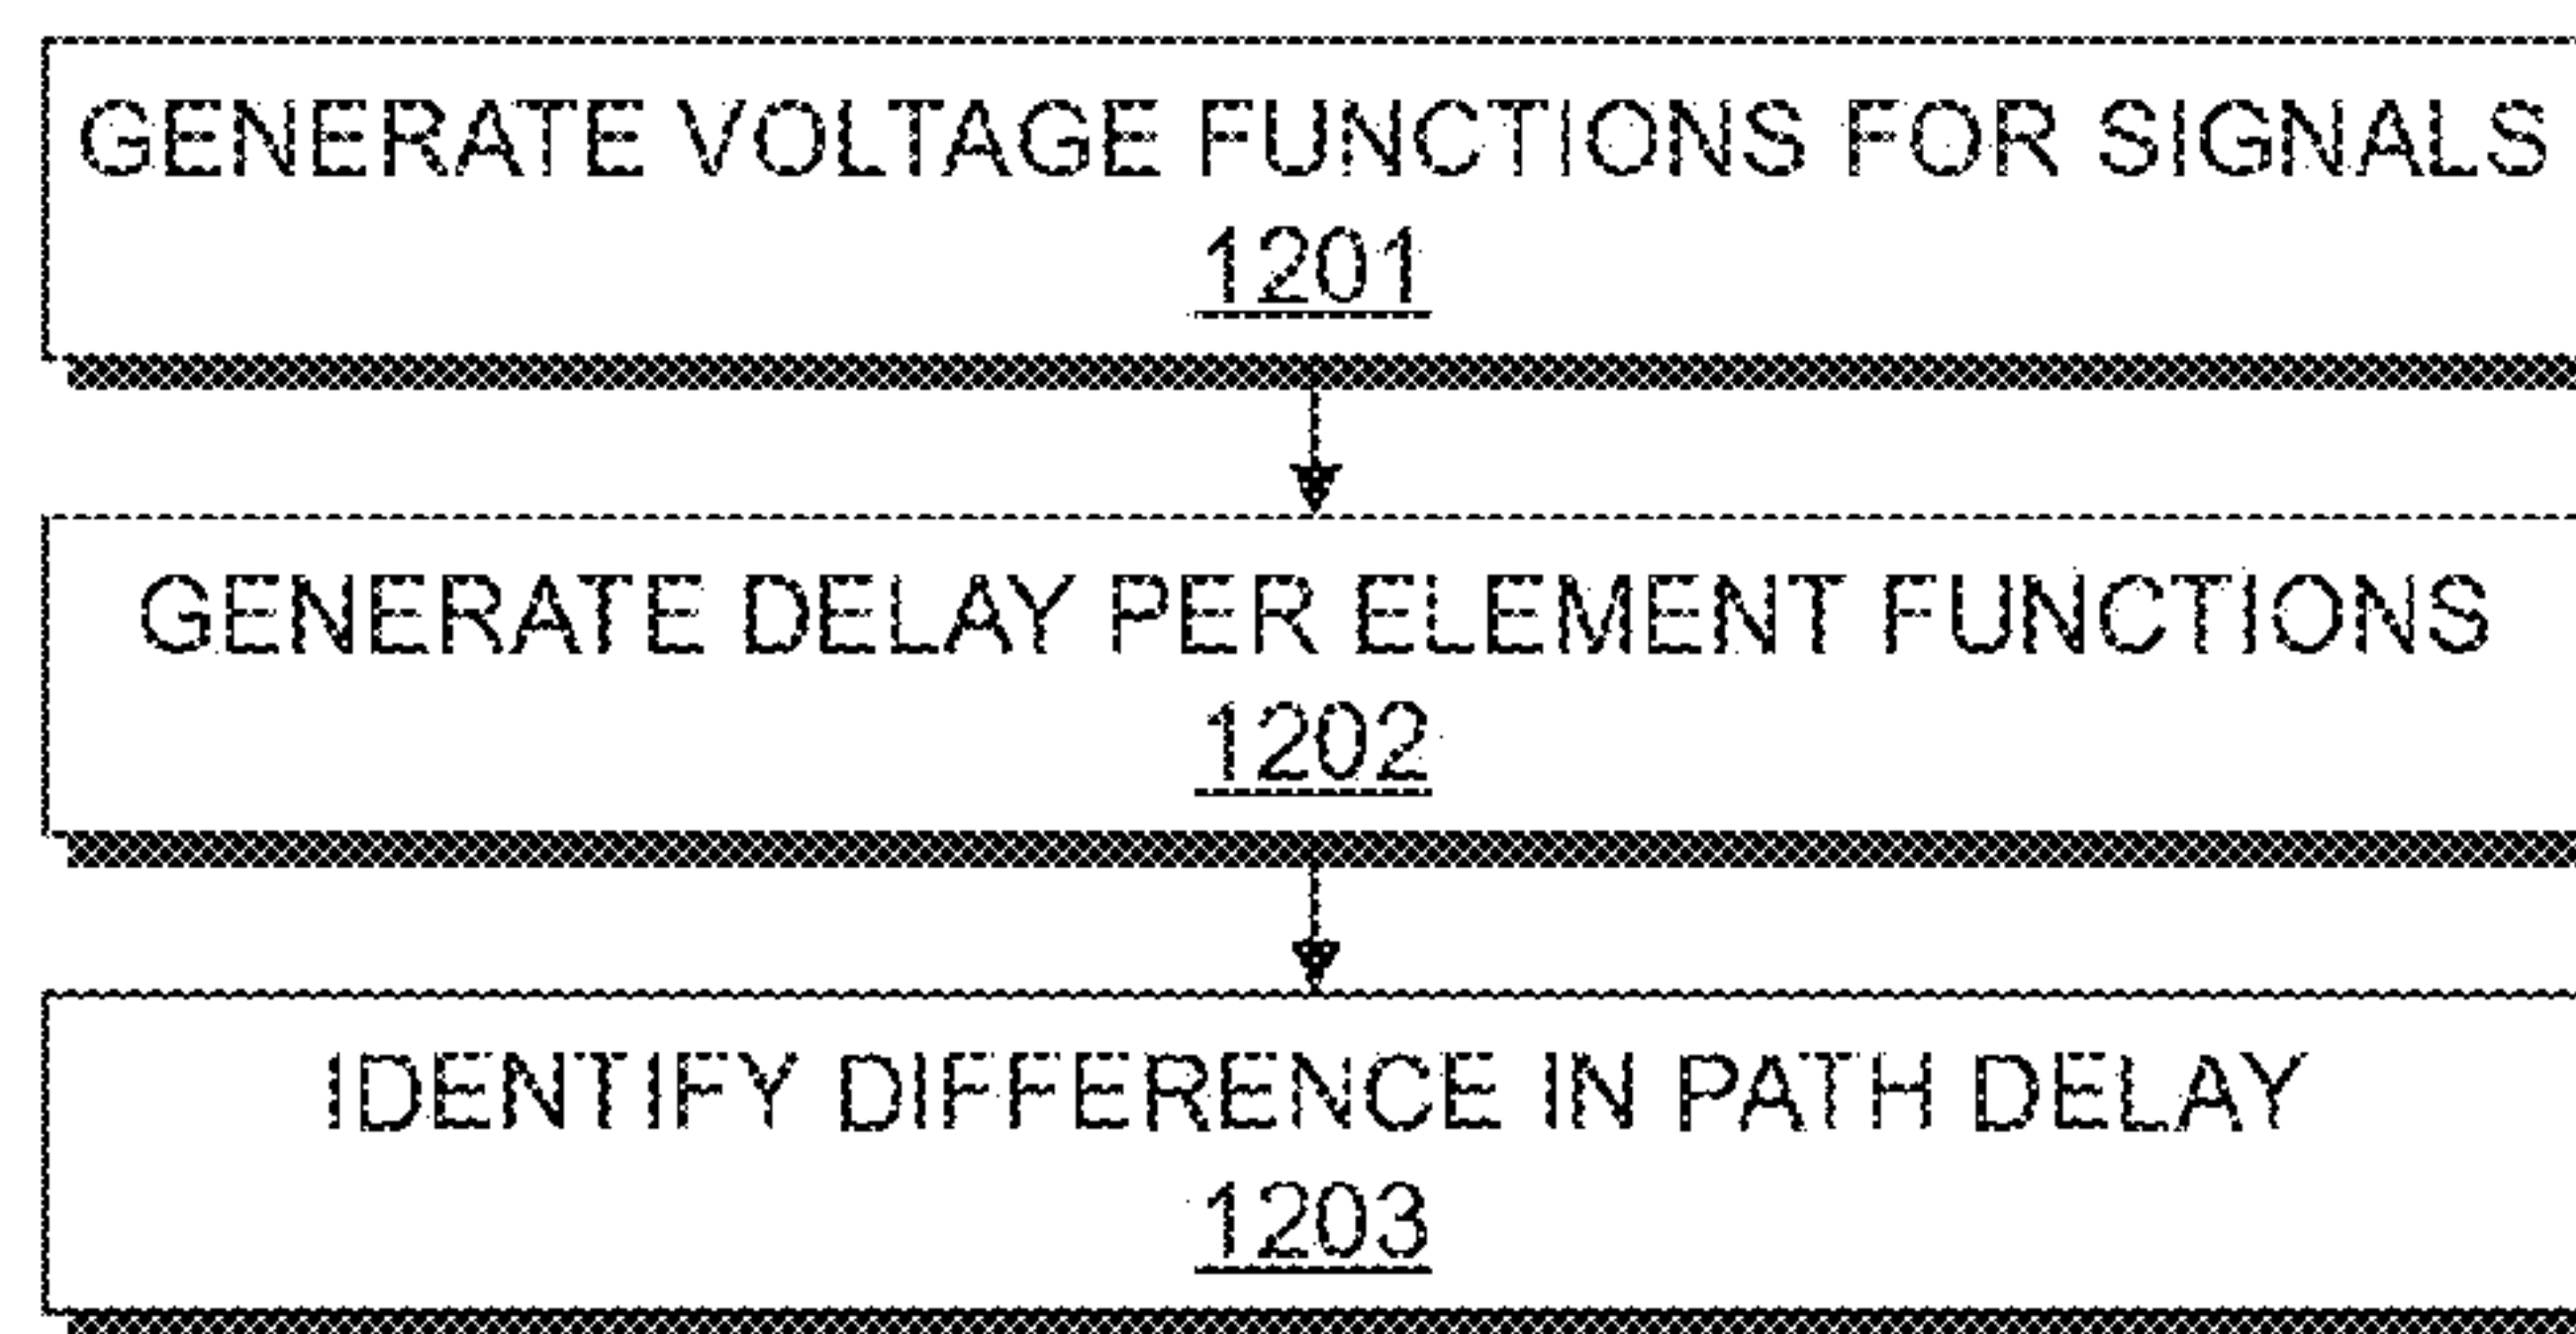 GENERATE VOLTAGE FUNCTIONS FOR SIGNALS
1201
GENERATE DELAY PER ELEMENT FUNCTIONS
1202
IDENTIFY DIFFERENCE IN PATH DELAY
1203